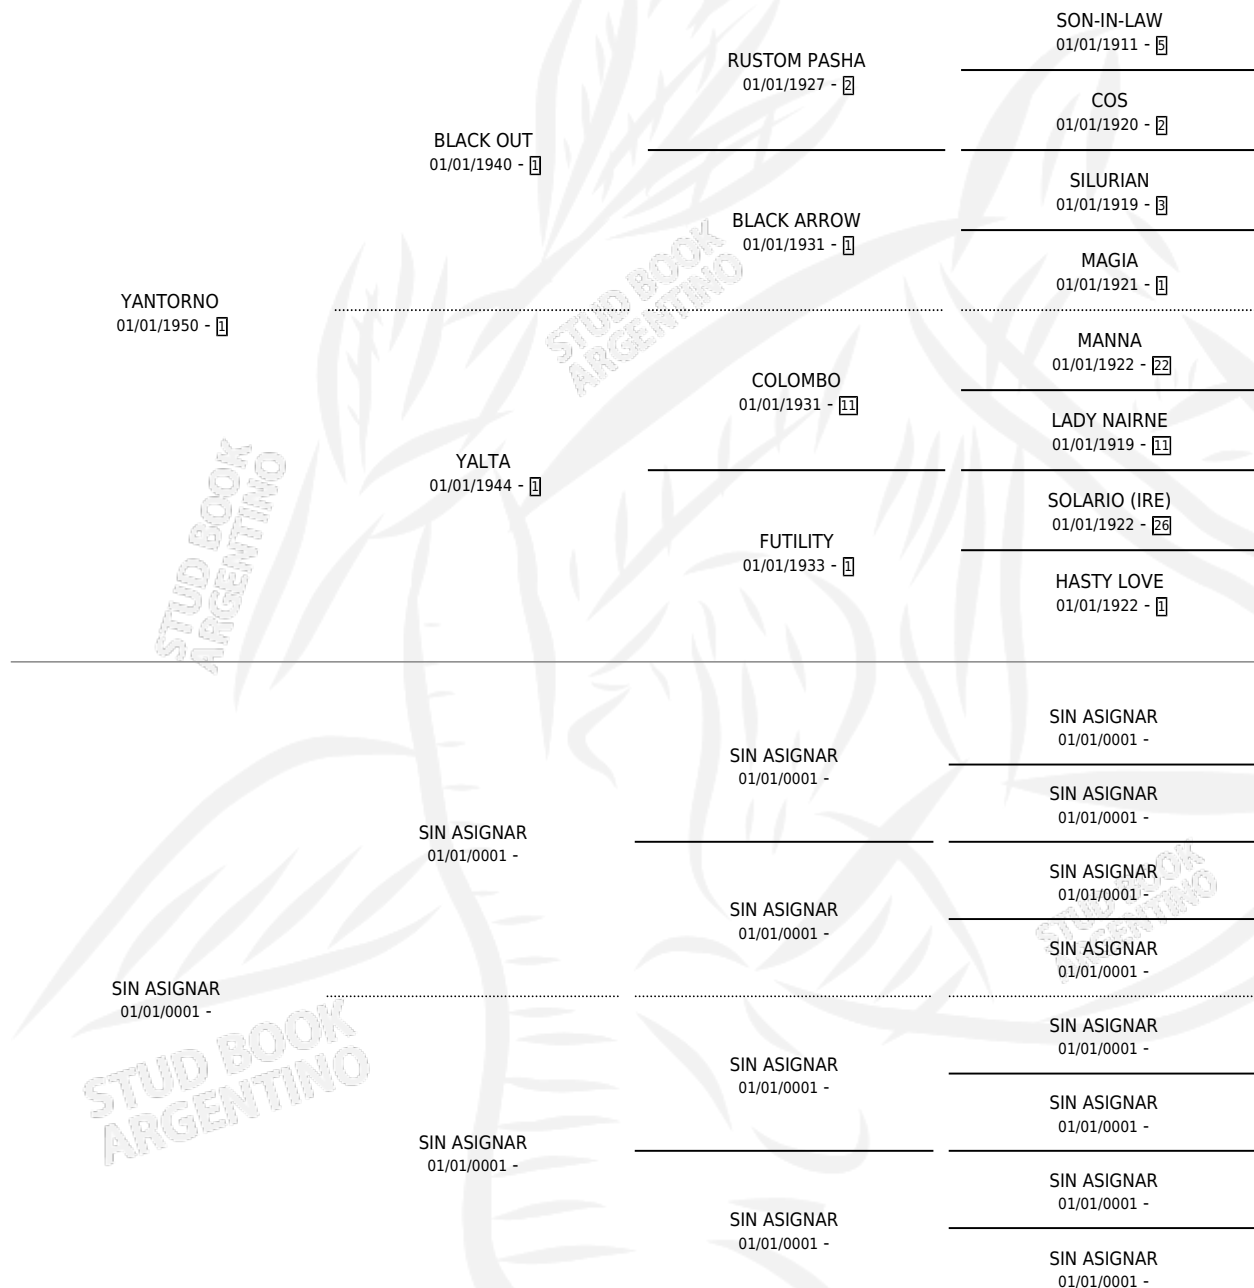 SON-IN-LAW
01/01/1911 - 5
RUSTOM PASHA
01/01/1927 - 2
COS
01/01/1920 - 2
BLACK OUT
01/01/1940 - 1
SILURIAN
01/01/1919 - 3
BLACK ARROW
01/01/1931 - 1
MAGIA
01/01/1921 - 1
YANTORNO
01/01/1950 - 1
MANNA
01/01/1922 - 22
COLOMBO
01/01/1931 - 11
LADY NAIRNE
01/01/1919 - 11
YALTA
01/01/1944 - 1
SOLARIO (IRE)
01/01/1922 - 26
FUTILITY
01/01/1933 - 1
HASTY LOVE
01/01/1922 - 1
STUD BOOK
ARGENTINO
STUD BOOK
ARGENTINO
SIN ASIGNAR
01/01/0001 -
SIN ASIGNAR
01/01/0001 -
SIN ASIGNAR
01/01/0001 -
SIN ASIGNAR
01/01/0001 -
SIN ASIGNAR
01/01/0001 -
SIN ASIGNAR
01/01/0001 -
SIN ASIGNAR
01/01/0001 -
SIN ASIGNAR
01/01/0001 -
SIN ASIGNAR
01/01/0001 -
SIN ASIGNAR
01/01/0001 -
SIN ASIGNAR
01/01/0001 -
SIN ASIGNAR
01/01/0001 -
SIN ASIGNAR
01/01/0001 -
SIN ASIGNAR
01/01/0001 -
SIN ASIGNAR
01/01/0001 -
STUD BOOK
ARGENTINO
STUD BOOK
ARGENTINO